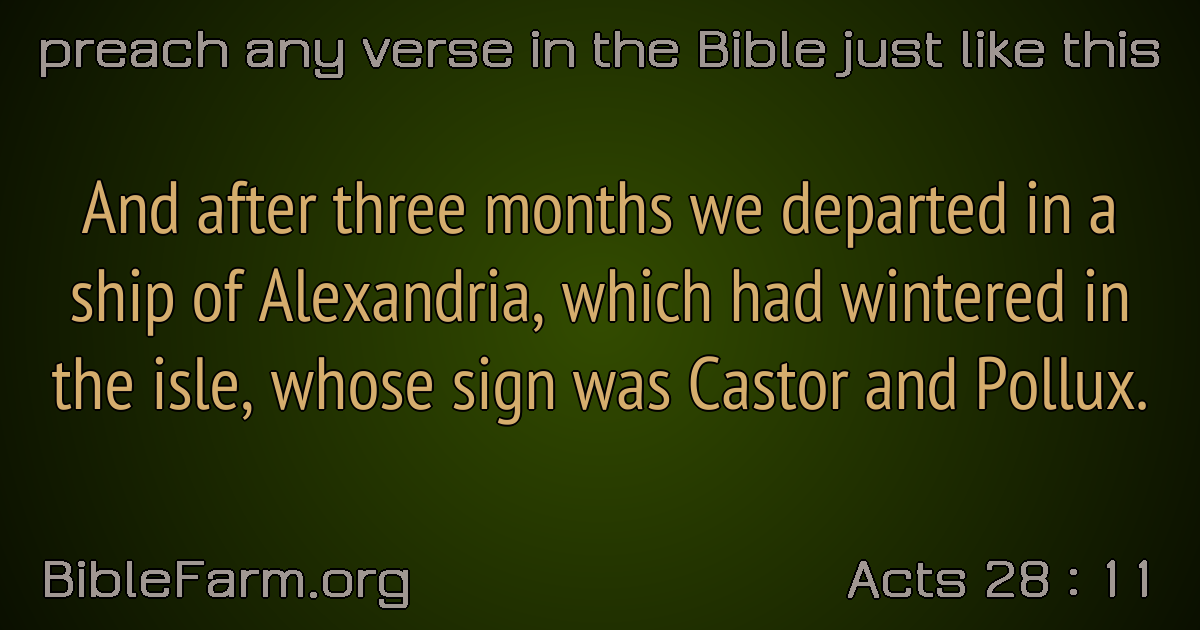 preach any verse in the Bible just like this
And after three months we departed in a
ship of Alexandria, which had wintered in
the isle, whose sign was Castor and Pollux.
BibleFarm.org
Acts 28 : 11